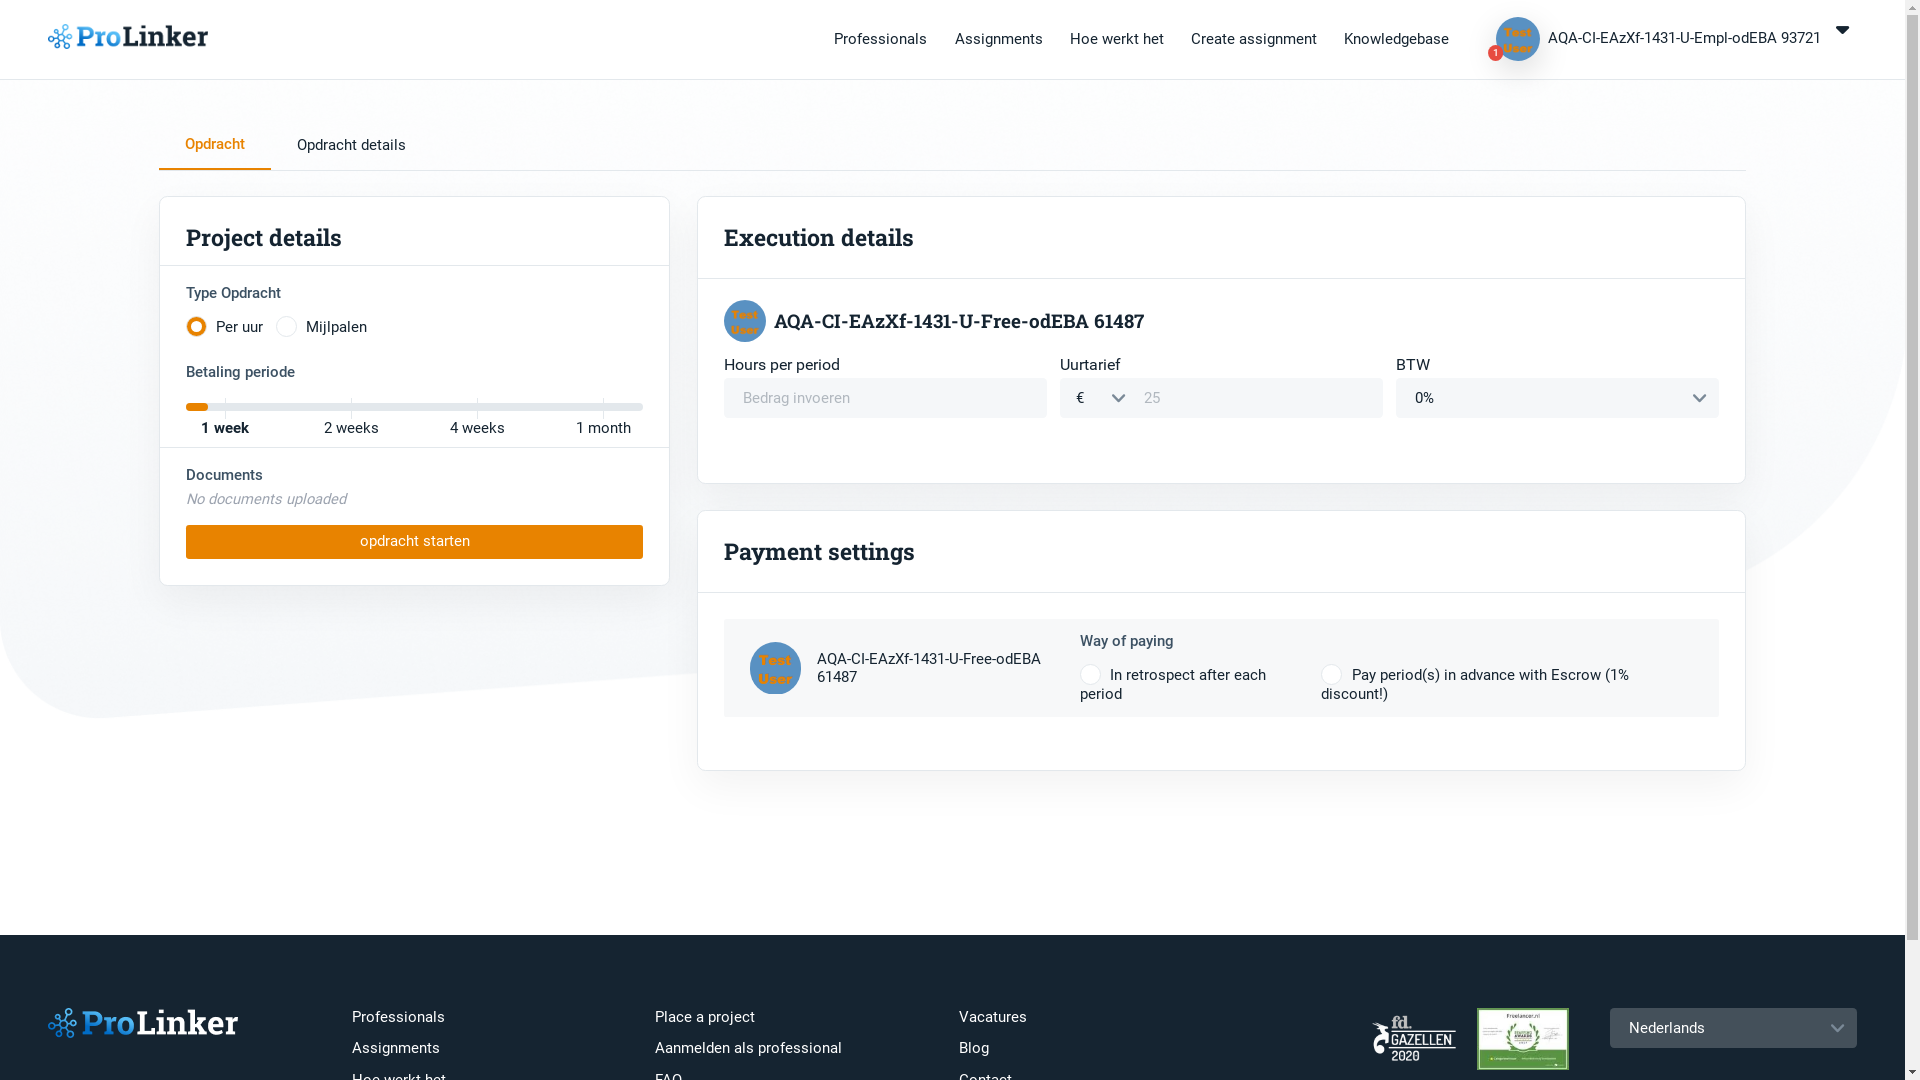 ProLinker
Professionals
Assignments
Hoe werkt het
Create assignment
Knowledgebase
Test
User
1
AQA-CI-EAzXf-1431-U-Empl-odEBA 93721
Opdracht
Opdracht details
Project details
Type Opdracht
Per uur
Mijlpalen
Betaling periode
1 week
2 weeks
4 weeks
1 month
Documents
No documents uploaded
opdracht starten
Execution details
Test
User
AQA-CI-EAzXf-1431-U-Free-odEBA 61487
Hours per period
Uurtarief
BTW
Bedrag invoeren
€
25
0%
Payment settings
Test
User
AQA-CI-EAzXf-1431-U-Free-odEBA
61487
Way of paying
In retrospect after each
period
Pay period(s) in advance with Escrow (1%
discount!)
ProLinker
Professionals
Assignments
Hoe werkt het
Place a project
Aanmelden als professional
FAQ
Vacatures
Blog
Contact
fd.
GAZELLEN
2020
Freelancer.nl
Nederlands